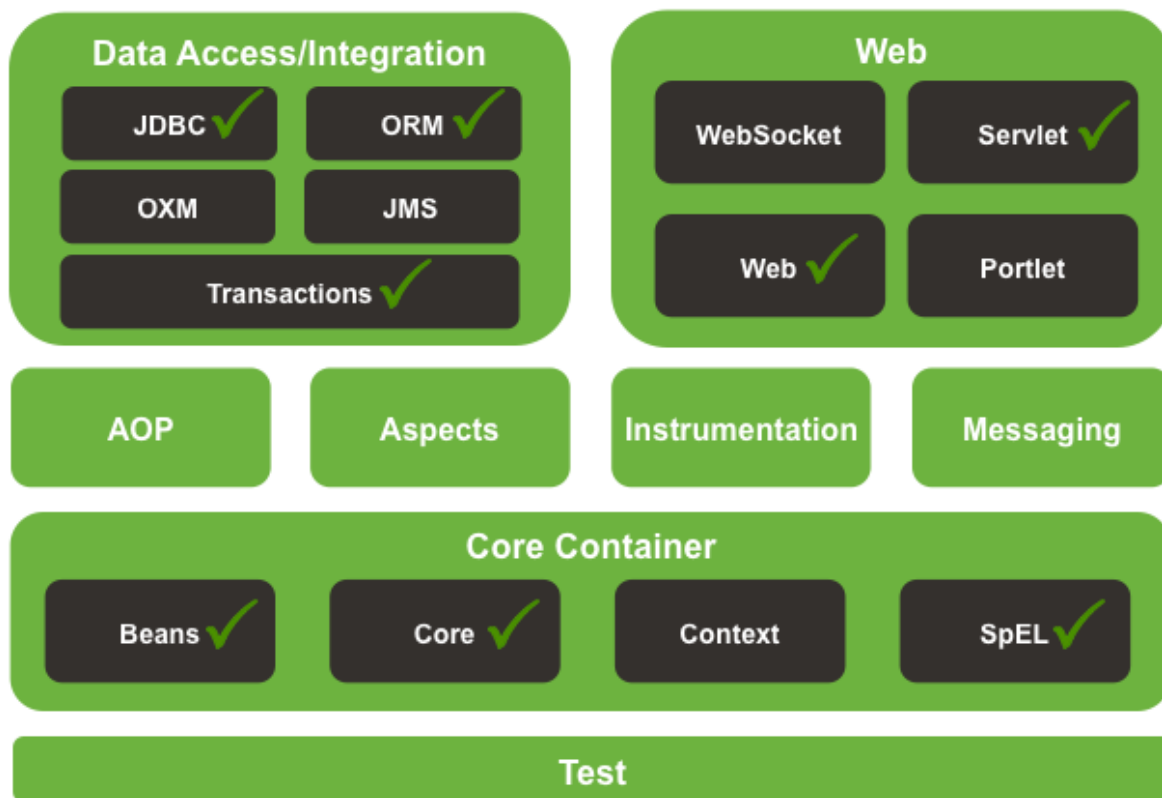 Data Access/Integration
JDBC
ORM
OXM
JMS
Transactions
Web
WebSocket
Servlet
Web
Portlet
AOP
Aspects
Instrumentation
Messaging
Core Container
Beans
Core
Context
SpEL
Test